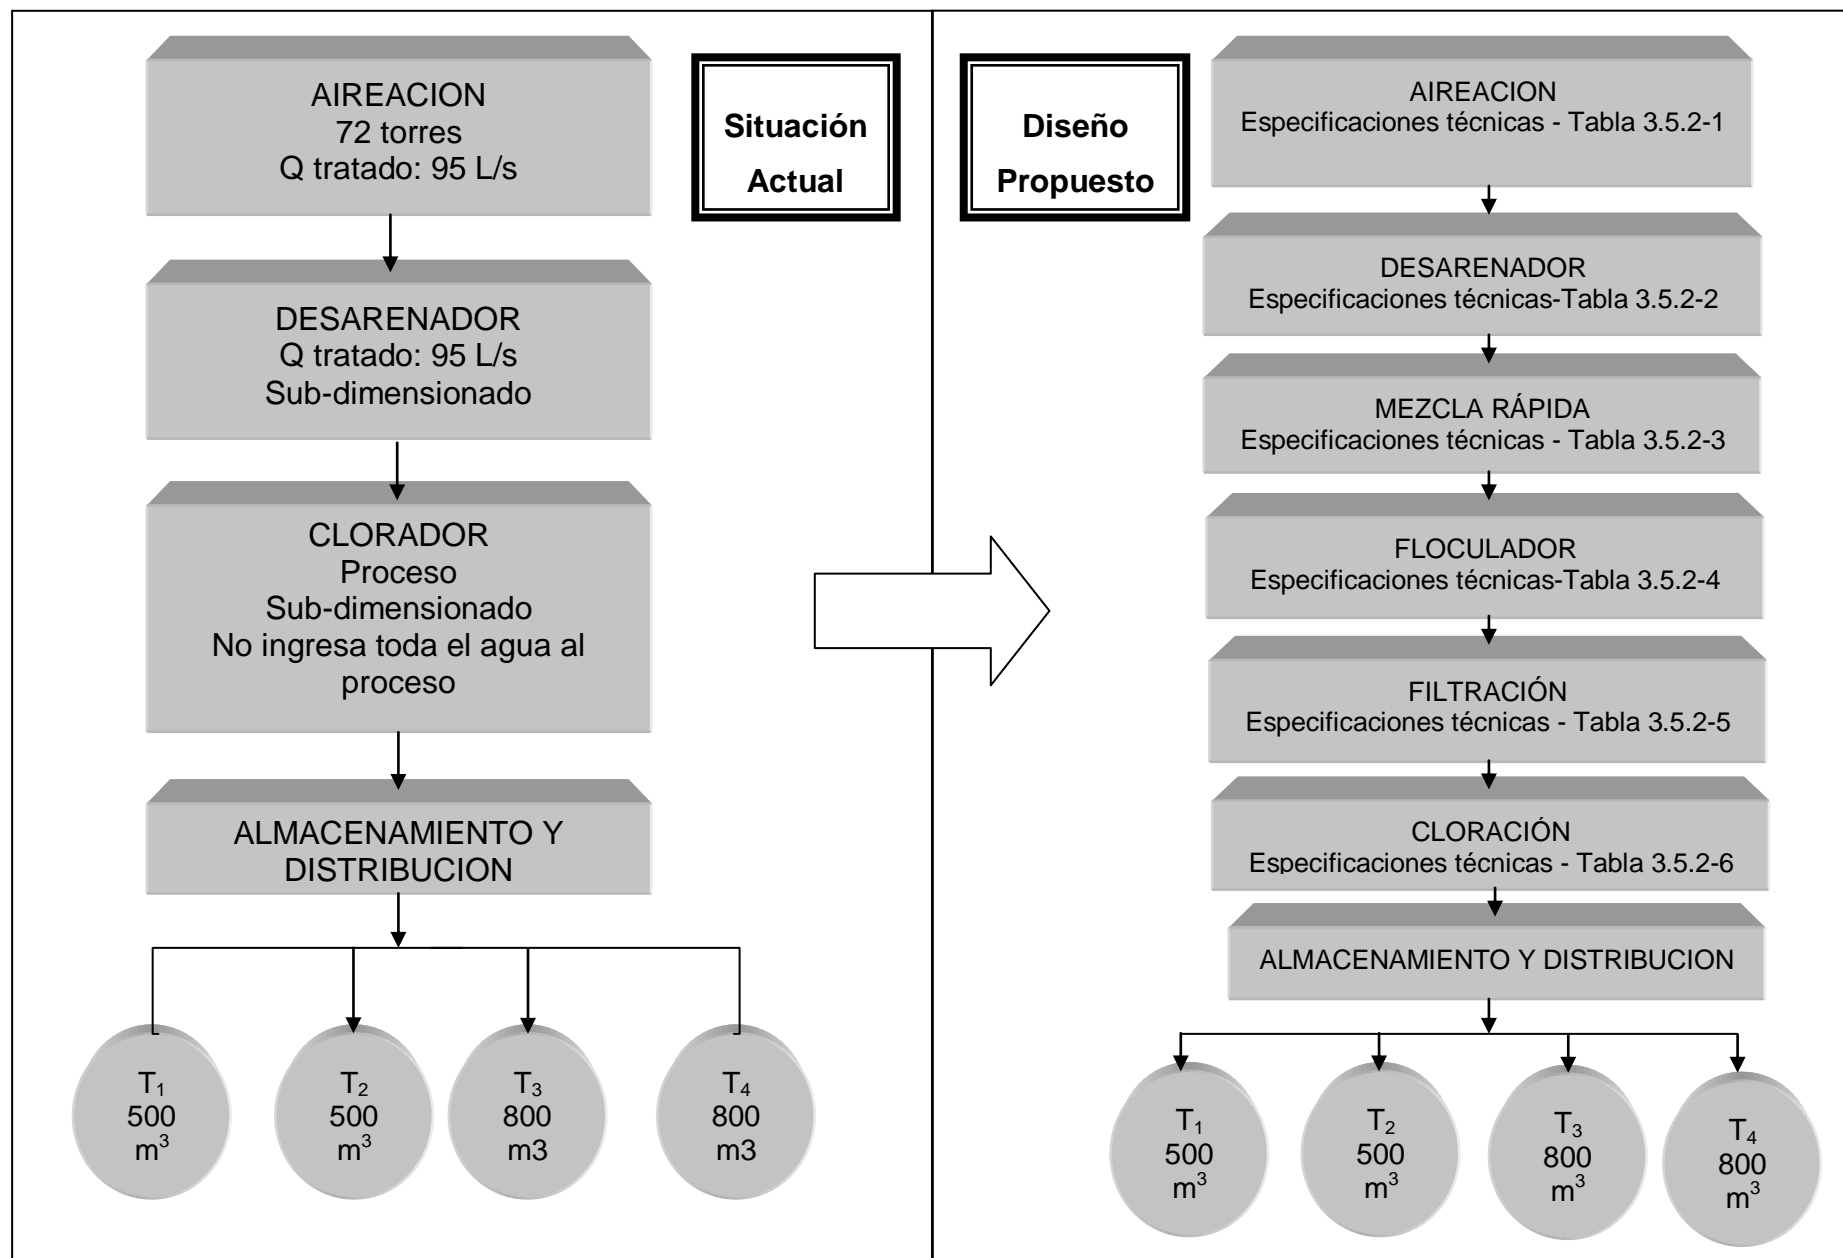 AIREACION
72 torres
Q tratado: 95 L/s
DESARENADOR
Q tratado: 95 L/s
Sub-dimensionado
CLORADOR
Proceso
Sub-dimensionado
No ingresa toda el agua al
proceso
ALMACENAMIENTO Y
DISTRIBUCION
T1
500
m3
T2
500
m3
T3
800
m3
T4
800
m3
Situación
Actual
Diseño
Propuesto
AIREACION
Especificaciones técnicas - Tabla 3.5.2-1
DESARENADOR
Especificaciones técnicas-Tabla 3.5.2-2
MEZCLA RÁPIDA
Especificaciones técnicas - Tabla 3.5.2-3
FLOCULADOR
Especificaciones técnicas-Tabla 3.5.2-4
FILTRACIÓN
Especificaciones técnicas - Tabla 3.5.2-5
CLORACIÓN
Especificaciones técnicas - Tabla 3.5.2-6
ALMACENAMIENTO Y DISTRIBUCION
T1
500
m3
T2
500
m3
T3
800
m3
T4
800
m3